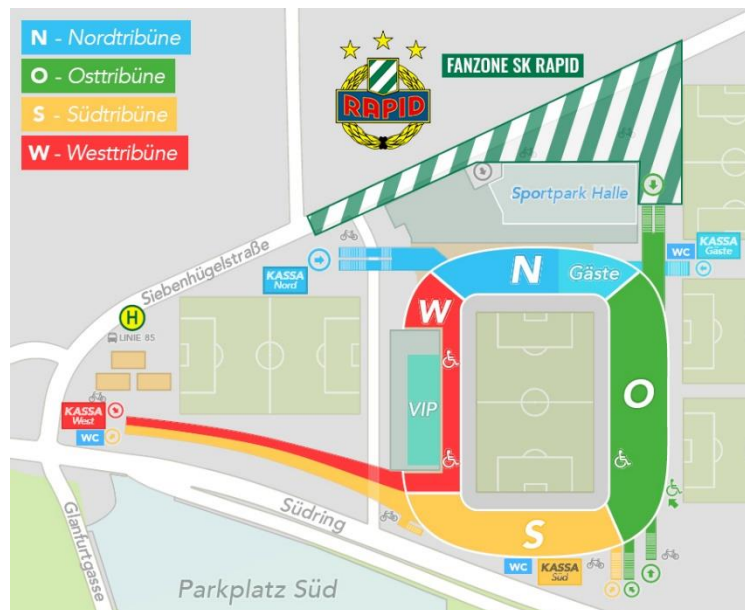 N - Nordtribüne
O - Osttribüne
S - Südtribüne
W - Westtribüne
RAPID
FANZONE SK RAPID
Sportpark Halle
Siebenhügelstraße
KASSA
Nord
N
Gäste
WC
KASSA
Gäste
H
LINIE 85
W
VIP
O
KASSA
West
WC
Südring
Glanfurtgasse
S
WC
KASSA
Süd
Parkplatz Süd